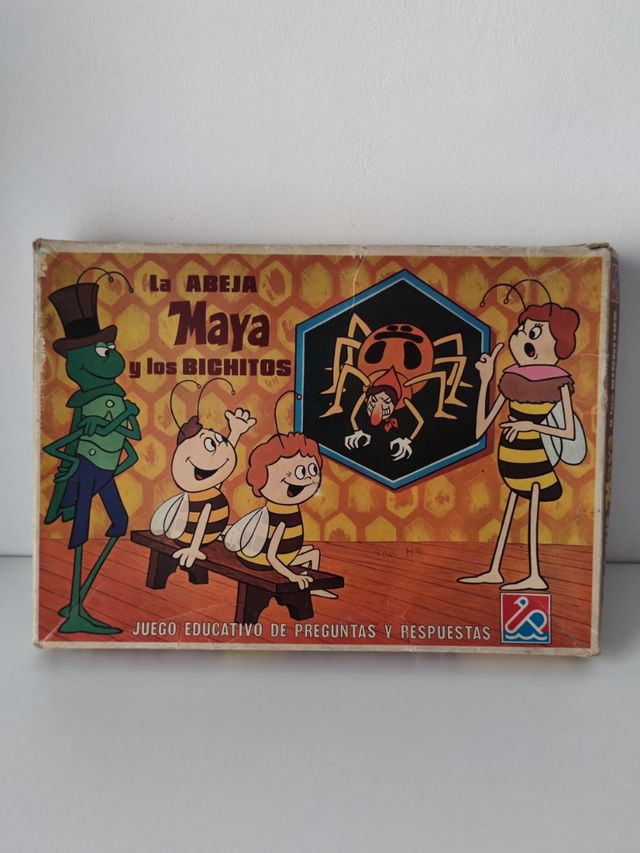 La ABEJA
Maya
y los BICHITOS
JUEGO EDUCATIVO DE PREGUNTAS Y RESPUESTAS